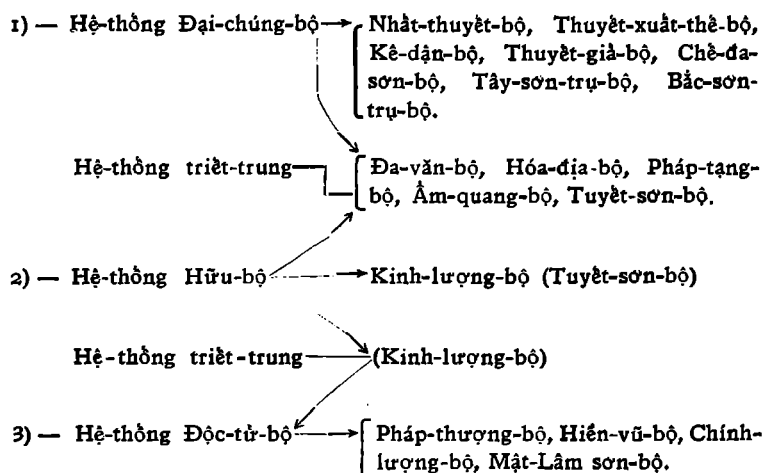 1) — Hệ-thống Đại-chúng-bộ
Nhất-thuyết-bộ, Thuyết-xuất-thế-bộ,
Kê-dận-bộ, Thuyết-giả-bộ, Chế-đa-
sơn-bộ, Tây-sơn-trụ-bộ, Bắc-sơn-
trụ-bộ.
Hệ-thống triết-trung
Đa-văn-bộ, Hóa-địa-bộ, Pháp-tạng-
bộ, Ẩm-quang-bộ, Tuyết-sơn-bộ.
2) — Hệ-thống Hữu-bộ
Kinh-lượng-bộ (Tuyết-sơn-bộ)
Hệ-thống triết-trung
(Kinh-lượng-bộ)
3) — Hệ-thống Độc-tử-bộ
Pháp-thượng-bộ, Hiền-vũ-bộ, Chính-
lượng-bộ, Mật-Lâm sơn-bộ.